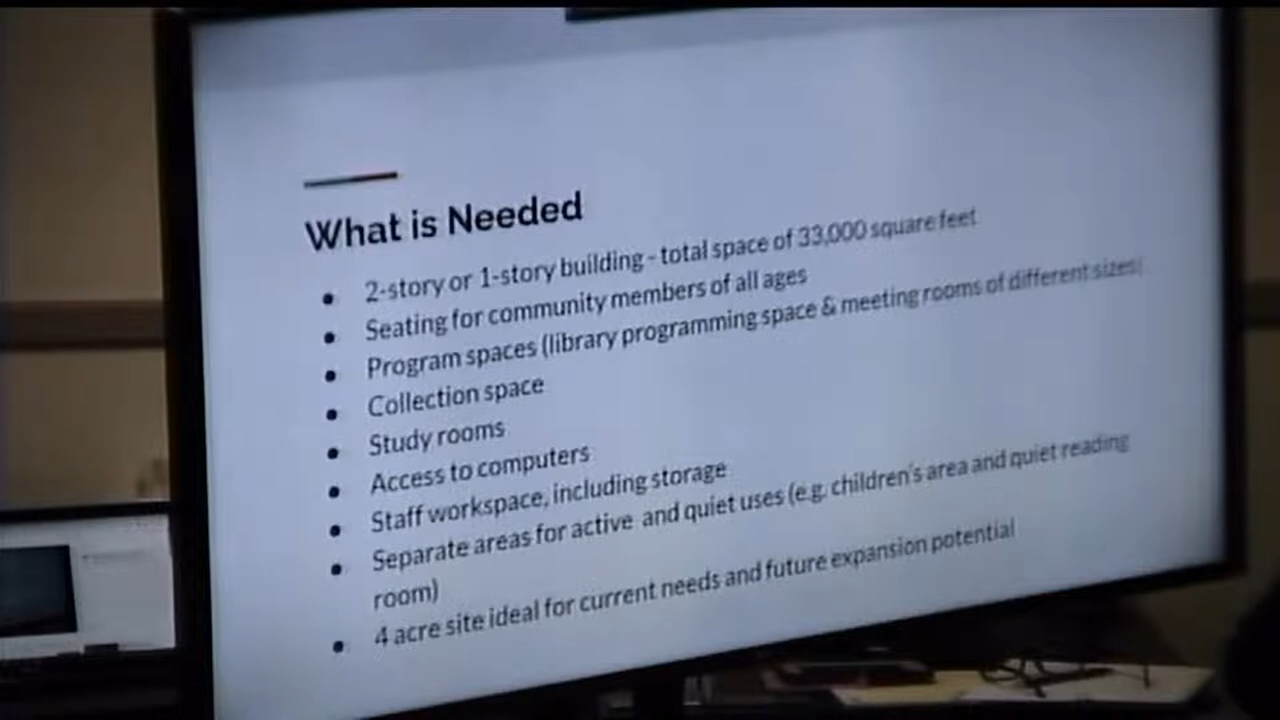 What is Needed
2-story or 1-story building - total space of 33,000 square feet
Seating for community members of all ages
Program spaces (library programming space & meeting rooms of different sizes)
Collection space
Study rooms
Access to computers
Staff workspace, including storage
Separate areas for active and quiet uses (e.g. children's area and quiet reading
room)
4 acre site ideal for current needs and future expansion potential